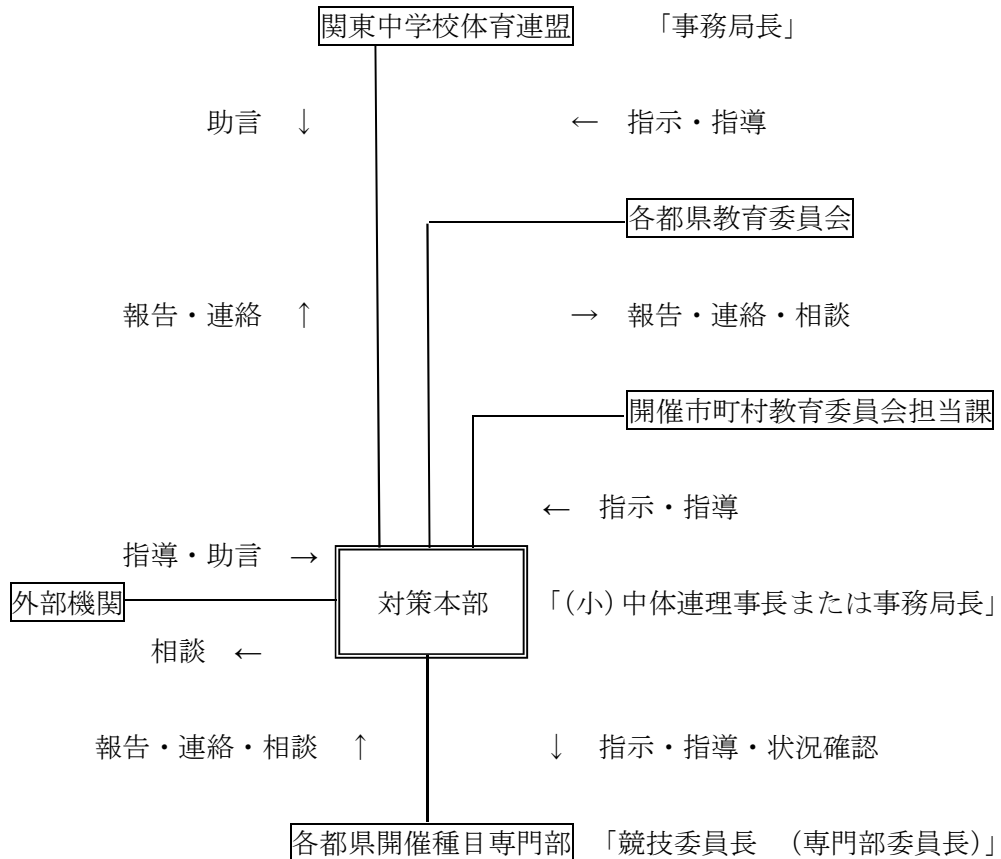 関東中学校体育連盟 「事務局長」
助言 ↓ ← 指示・指導
各都県教育委員会
報告・連絡 ↑ → 報告・連絡・相談
開催市町村教育委員会担当課
← 指示・指導
指導・助言 →
外部機関 対策本部 「(小)中体連理事長または事務局長」
相談 ←
報告・連絡・相談 ↑ ↓ 指示・指導・状況確認
各都県開催種目専門部 「競技委員長 (専門部委員長)」